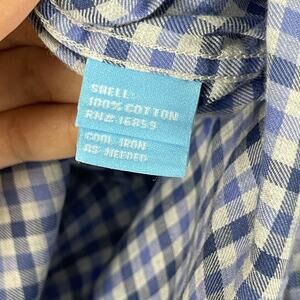 SHELL:
100% COTTON
RN# 16859
COOL IRON
AS NEEDED